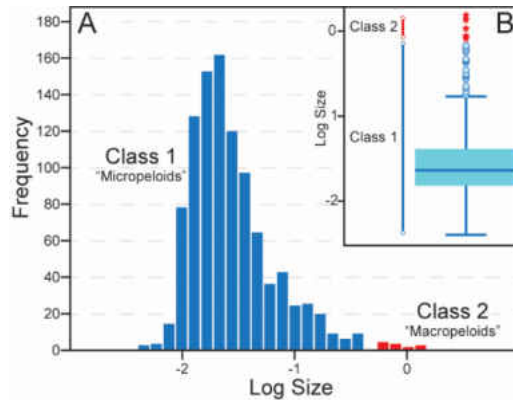 A
180
160
140
120
100
80
60
40
20
0
Frequency
Class 1
"Micropeloids"
Class 2
"Macropeloids"
-2
-1
0
Log Size
B
0
1
-2
Log Size
Class 2
Class 1